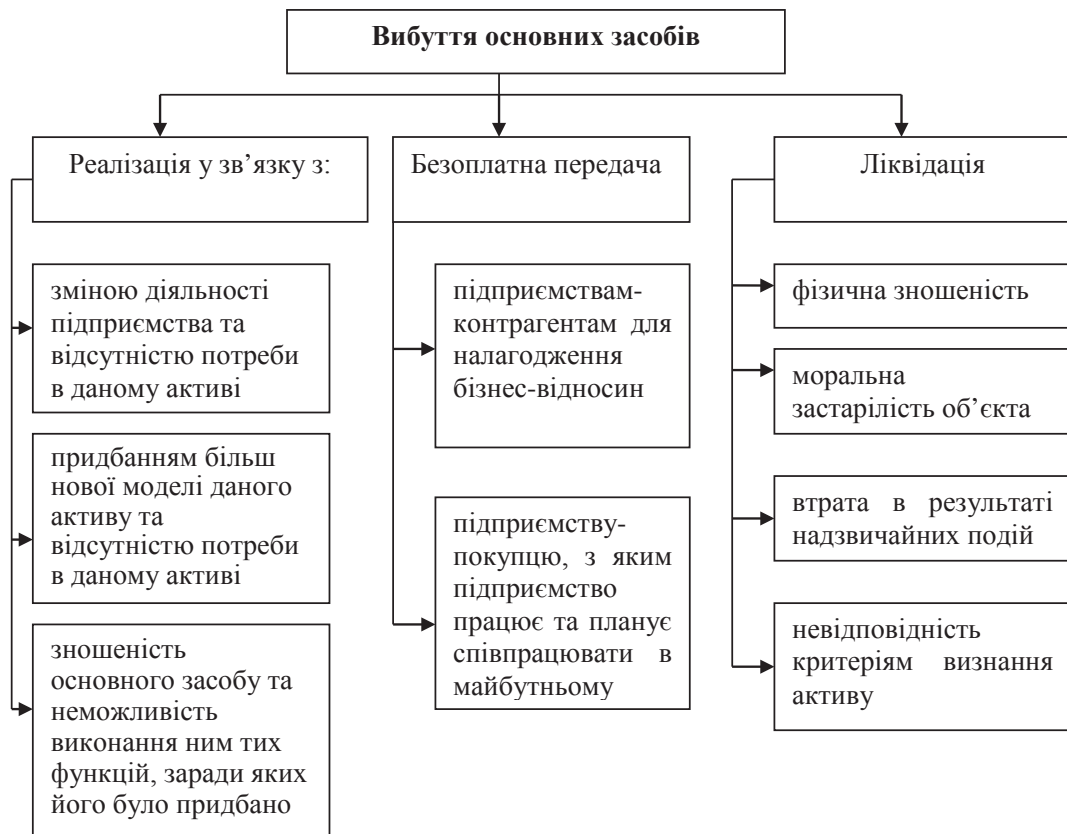 Вибуття основних засобів
Реалізація у зв’язку з:
зміною діяльності
підприємства та
відсутністю потреби
в даному активі
придбанням більш
нової моделі даного
активу та
відсутністю потреби
в даному активі
зношеність
основного засобу та
неможливість
виконання ним тих
функцій, заради яких
його було придбано
Безоплатна передача
підприємствам-
контрагентам для
налагодження
бізнес-відносин
підприємству-
покупцю, з яким
підприємство
працює та планує
співпрацювати в
майбутньому
Ліквідація
фізична зношеність
моральна
застарілість об’єкта
втрата в результаті
надзвичайних подій
невідповідність
критеріям визнання
активу